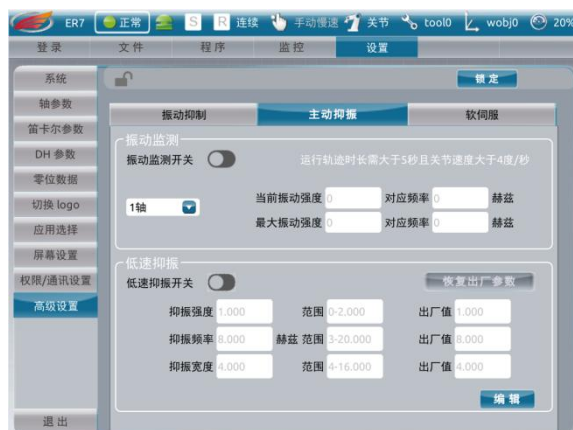 ER7 正常 S R 连续 手动慢速 关节 tool0 wobj0 20%
登录 文件 程序 监控 设置
系统
轴参数
笛卡尔参数
DH 参数
零位数据
切换 logo
应用选择
屏幕设置
权限/通讯设置
高级设置
退出
锁定
振动抑制 主动抑振 软伺服
振动监测
振动监测开关 运行轨迹时长需大于5秒且关节速度大于4度/秒
1轴 当前振动强度 0 对应频率 0 赫兹
最大振动强度 0 对应频率 0 赫兹
低速抑振
低速抑振开关 恢复出厂参数
抑振强度 1.000 范围 0-2.000 出厂值 1.000
抑振频率 8.000 赫兹 范围 3-20.000 出厂值 8.000
抑振宽度 4.000 范围 4-16.000 出厂值 4.000
编辑